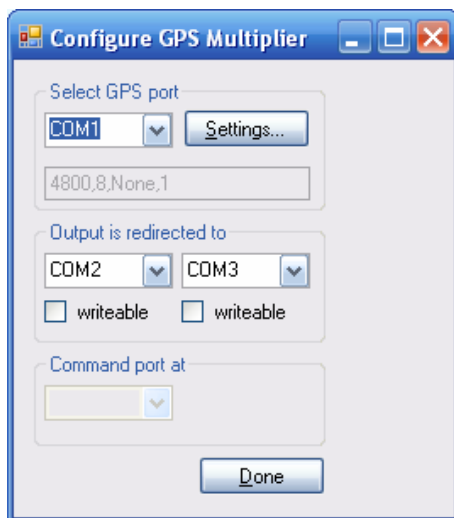 Configure GPS Multiplier
Select GPS port
COM1 Settings...
4800,8,None,1
Output is redirected to
COM2 COM3
writeable writeable
Command port at
Done